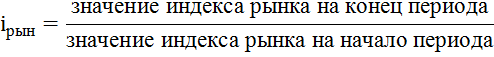 iрын = значение индекса рынка на конец периода
значение индекса рынка на начало периода